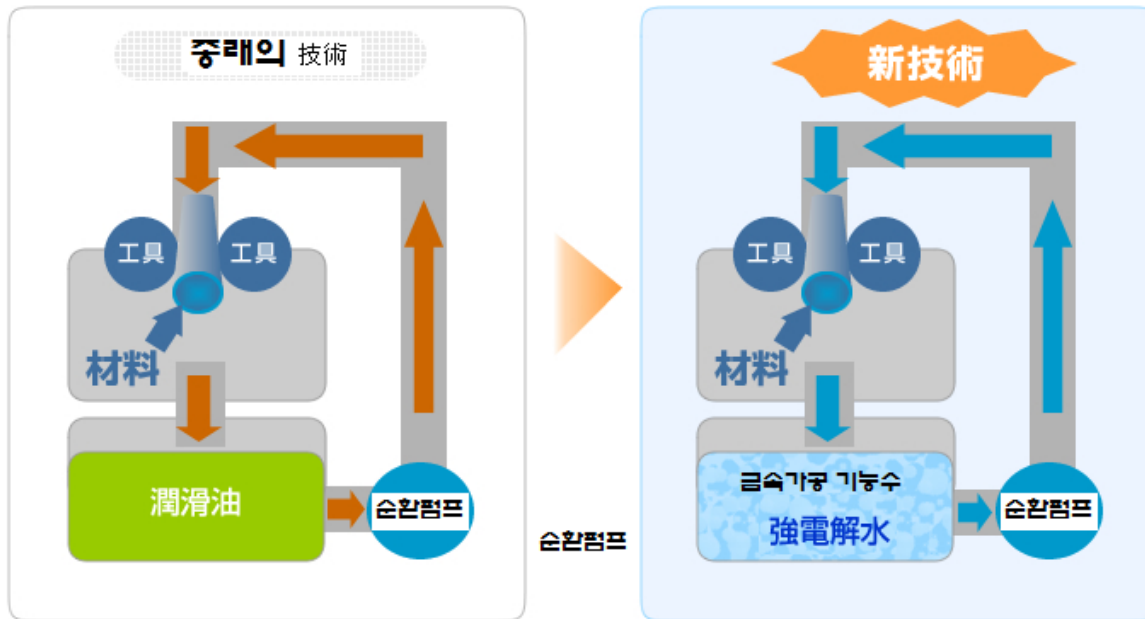 종래의 技術
工具
工具
材料
潤滑油
순환펌프
순환펌프
新技術
工具
工具
材料
금속가공 기능수
強電解水
순환펌프